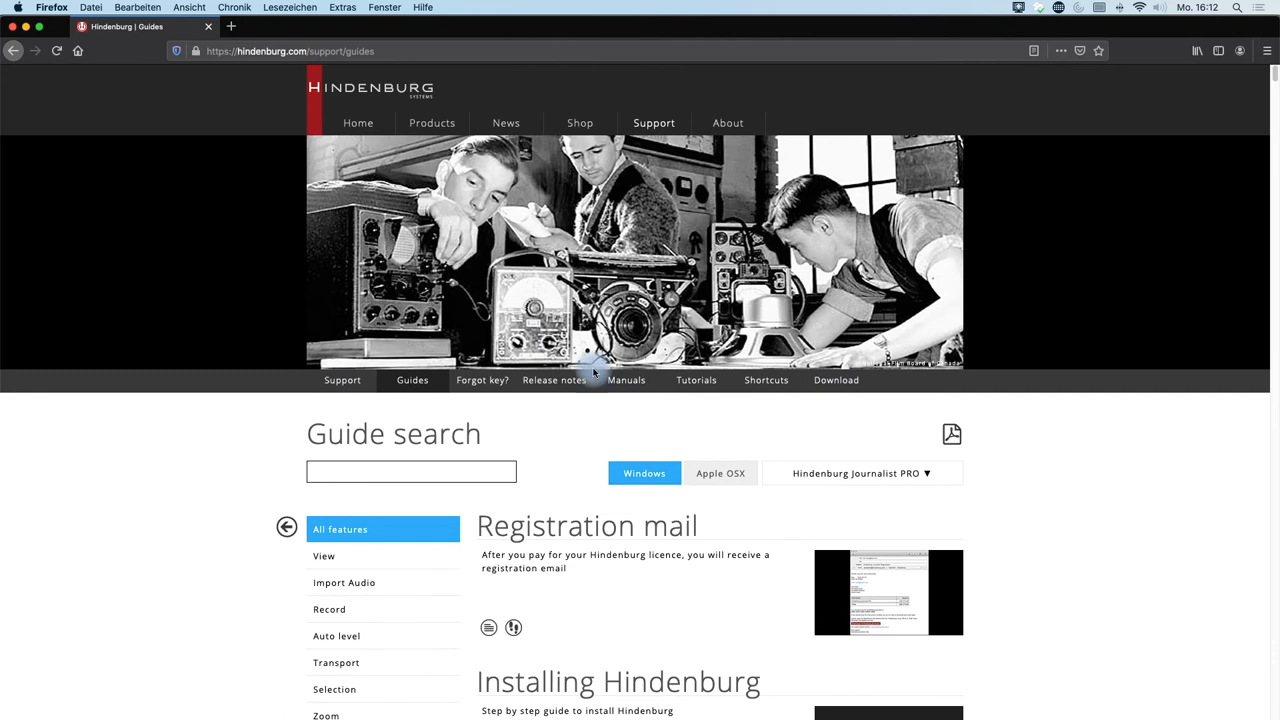 Firefox Datei Bearbeiten Ansicht Chronik Lesezeichen Extras Fenster Hilfe Mo. 16:12
Hindenburg | Guides
https://hindenburg.com/support/guides
HINDENBURG
SYSTEMS
Home Products News Shop Support About
Support Guides Forgot key? Release notes Manuals Tutorials Shortcuts Download
Guide search
Windows Apple OSX Hindenburg Journalist PRO ▼
All features
View
Import Audio
Record
Auto level
Transport
Selection
Zoom
Registration mail
After you pay for your Hindenburg licence, you will receive a
registration email
Installing Hindenburg
Step by step guide to install Hindenburg